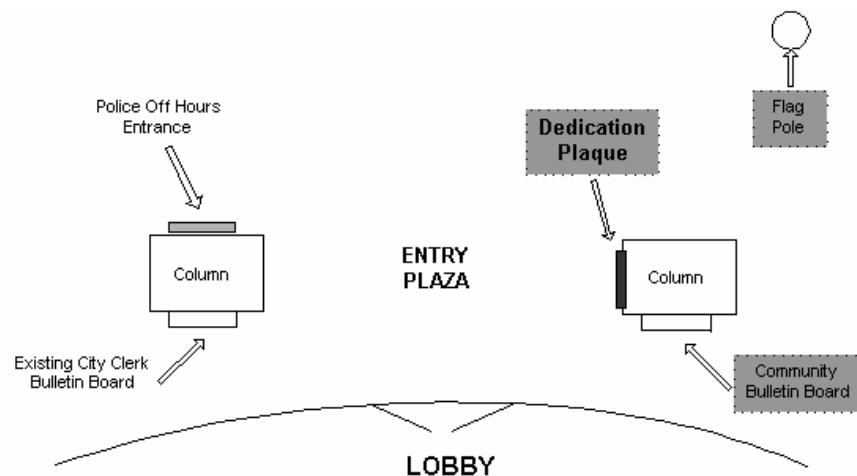 Police Off Hours
Entrance
Dedication
Plaque
Flag
Pole
Column
ENTRY
PLAZA
Column
Existing City Clerk
Bulletin Board
Community
Bulletin Board
LOBBY